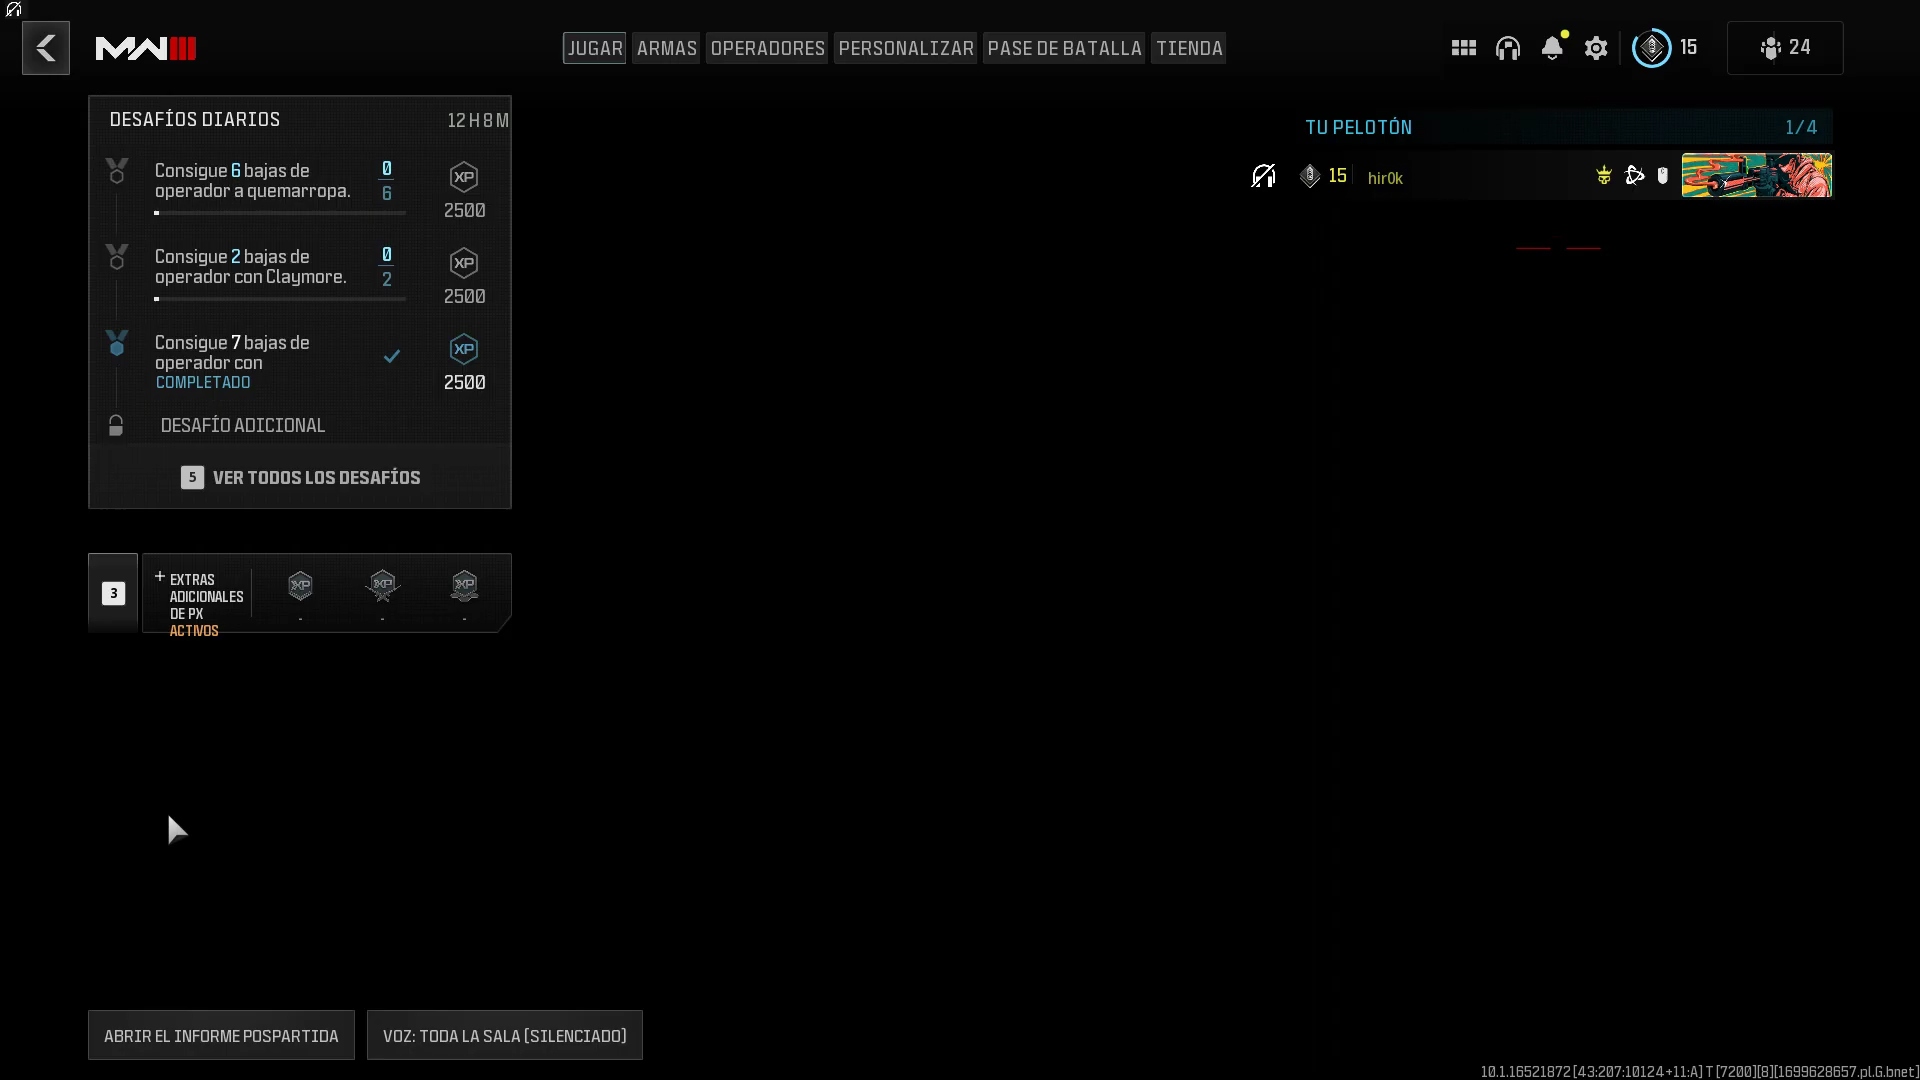 MWIII
JUGAR ARMAS OPERADORES PERSONALIZAR PASE DE BATALLA TIENDA
15
24
DESAFÍOS DIARIOS 12H8M
Consigue 6 bajas de
operador a quemarropa.
0
6
XP
2500
Consigue 2 bajas de
operador con Claymore.
0
2
XP
2500
Consigue 7 bajas de
operador con
COMPLETADO
XP
2500
DESAFÍO ADICIONAL
5 VER TODOS LOS DESAFÍOS
3
+ EXTRAS
ADICIONALES
DE PX
ACTIVOS
XP XP XP
- - -
TU PELOTÓN 1/4
15 hir0k
ABRIR EL INFORME POSPARTIDA
VOZ: TODA LA SALA (SILENCIADO)
10.1.16521872 [43:207:10124+11:A] T [7200][8][1699628657.pl.G.bnet]